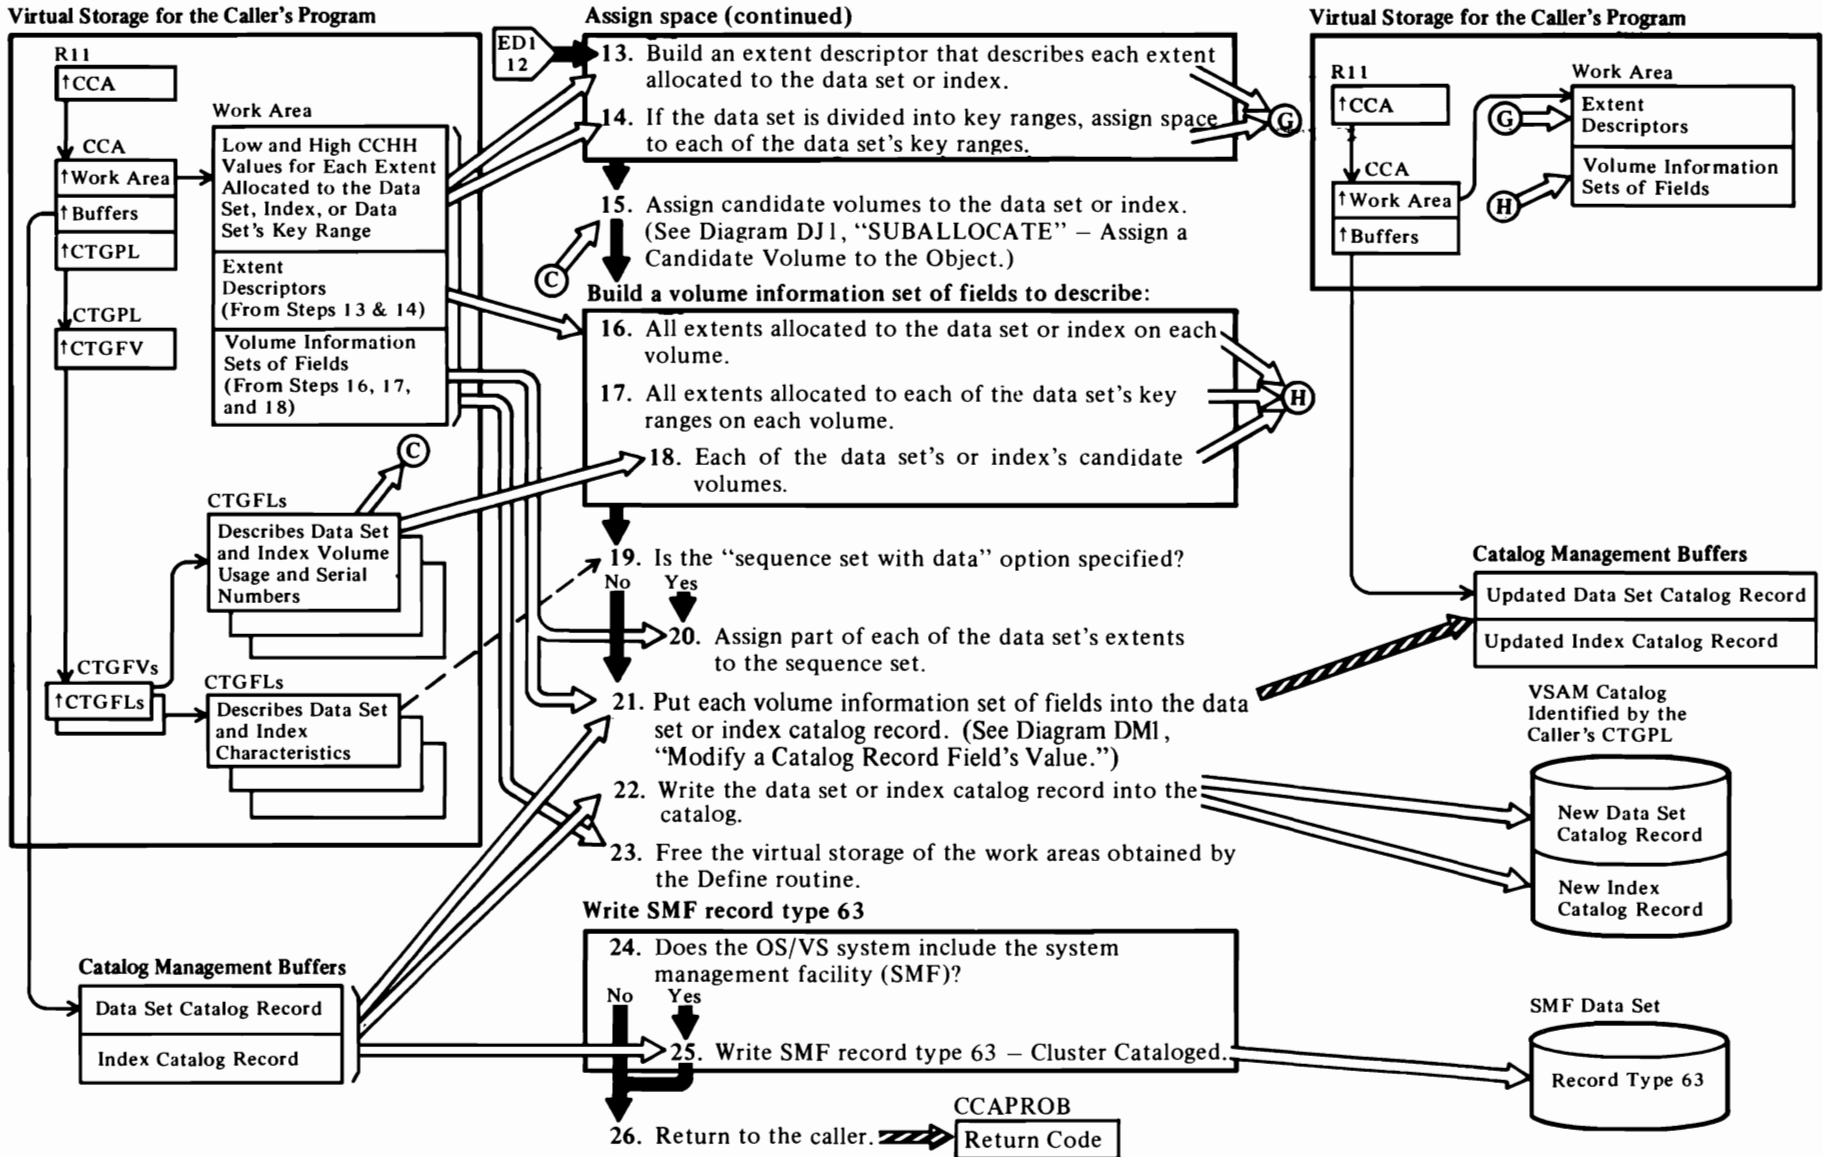 Virtual Storage for the Caller's Program
R11
↑CCA
CCA
↑Work Area
↑Buffers
↑CTGPL
CTGPL
↑CTGFV
Work Area
Low and High CCHH
Values for Each Extent
Allocated to the Data
Set, Index, or Data
Set's Key Range
Extent
Descriptors
(From Steps 13 & 14)
Volume Information
Sets of Fields
(From Steps 16, 17,
and 18)
C
CTGFLs
Describes Data Set
and Index Volume
Usage and Serial
Numbers
CTGFVs
↑CTGFLs
CTGFLs
Describes Data Set
and Index
Characteristics
Catalog Management Buffers
Data Set Catalog Record
Index Catalog Record
Assign space (continued)
ED1
12
13. Build an extent descriptor that describes each extent
allocated to the data set or index.
14. If the data set is divided into key ranges, assign space
to each of the data set's key ranges.
G
15. Assign candidate volumes to the data set or index.
(See Diagram DJ1, “SUBALLOCATE” – Assign a
Candidate Volume to the Object.)
C
Build a volume information set of fields to describe:
16. All extents allocated to the data set or index on each
volume.
17. All extents allocated to each of the data set's key
ranges on each volume.
18. Each of the data set's or index's candidate
volumes.
H
19. Is the “sequence set with data” option specified?
No Yes
20. Assign part of each of the data set's extents
to the sequence set.
21. Put each volume information set of fields into the data
set or index catalog record. (See Diagram DM1,
“Modify a Catalog Record Field's Value.”)
22. Write the data set or index catalog record into the
catalog.
23. Free the virtual storage of the work areas obtained by
the Define routine.
Write SMF record type 63
24. Does the OS/VS system include the system
management facility (SMF)?
No Yes
25. Write SMF record type 63 – Cluster Cataloged.
26. Return to the caller.
CCAPROB
Return Code
Virtual Storage for the Caller's Program
R11
↑CCA
CCA
↑Work Area
↑Buffers
Work Area
G
Extent
Descriptors
H
Volume Information
Sets of Fields
Catalog Management Buffers
Updated Data Set Catalog Record
Updated Index Catalog Record
VSAM Catalog
Identified by the
Caller's CTGPL
New Data Set
Catalog Record
New Index
Catalog Record
SMF Data Set
Record Type 63